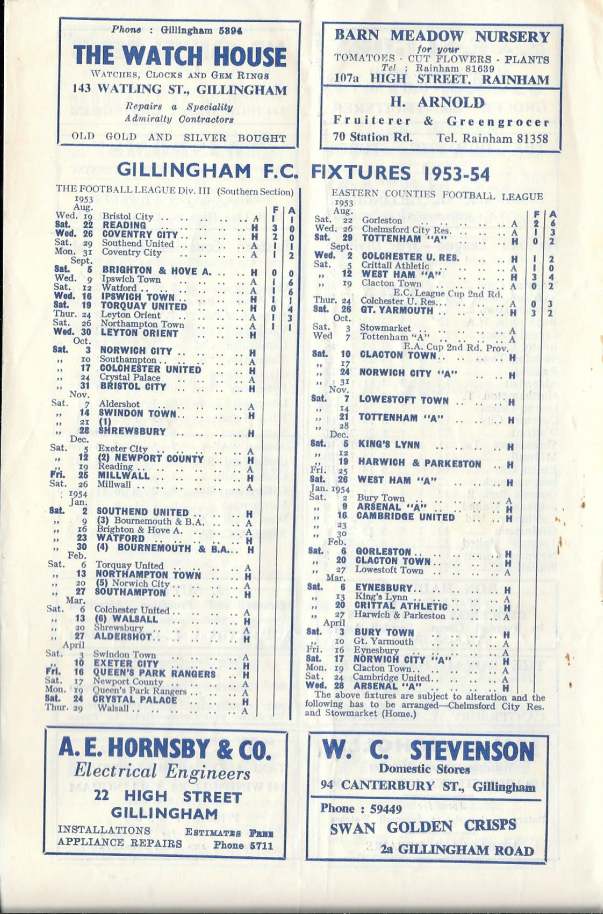 Phone : Gillingham 5394
THE WATCH HOUSE
WATCHES, CLOCKS AND GEM RINGS
143 WATLING ST., GILLINGHAM
Repairs a Speciality
Admiralty Contractors
OLD GOLD AND SILVER BOUGHT
BARN MEADOW NURSERY
for your
TOMATOES - CUT FLOWERS - PLANTS
Tel : Rainham 81639
107a HIGH STREET, RAINHAM
H. ARNOLD
Fruiterer & Greengrocer
70 Station Rd. Tel. Rainham 81358
GILLINGHAM F.C. FIXTURES 1953-54
THE FOOTBALL LEAGUE Div. III (Southern Section)
1953 F A
Aug.
Wed. 19 Bristol City .. A 1 1
Sat. 22 READING .. H 3 0
Wed. 26 COVENTRY CITY .. H 2 0
Sat. 29 Southend United .. A 1 1
Mon. 31 Coventry City .. A 1 2
Sept.
Sat. 5 BRIGHTON & HOVE A. .. H 0 0
Wed. 9 Ipswich Town .. A 1 6
Sat. 12 Watford .. A 1 6
Wed. 16 IPSWICH TOWN .. H 1 1
Sat. 19 TORQUAY UNITED .. H 0 4
Thur. 24 Leyton Orient .. A 1 3
Sat. 26 Northampton Town .. A 1 1
Wed. 30 LEYTON ORIENT .. H
Oct.
Sat. 3 NORWICH CITY .. H
„ 10 Southampton .. A
„ 17 COLCHESTER UNITED .. H
„ 24 Crystal Palace .. A
„ 31 BRISTOL CITY .. H
Nov.
Sat. 7 Aldershot .. A
„ 14 SWINDON TOWN .. H
„ 21 (1)
„ 28 SHREWSBURY .. H
Dec.
Sat. 5 Exeter City .. A
„ 12 (2) NEWPORT COUNTY .. H
„ 19 Reading .. A
Fri. 25 MILLWALL .. H
Sat. 26 Millwall .. A
1954
Jan.
Sat. 2 SOUTHEND UNITED .. H
„ 9 (3) Bournemouth & B.A. .. A
„ 16 Brighton & Hove A. .. A
„ 23 WATFORD .. H
„ 30 (4) BOURNEMOUTH & B.A. .. H
Feb.
Sat. 6 Torquay United .. A
„ 13 NORTHAMPTON TOWN .. H
„ 20 (5) Norwich City .. A
„ 27 SOUTHAMPTON .. H
Mar.
Sat. 6 Colchester United .. A
„ 13 (6) WALSALL .. H
„ 20 Shrewsbury .. A
„ 27 ALDERSHOT .. H
April
Sat. 3 Swindon Town .. A
„ 10 EXETER CITY .. H
Fri. 16 QUEEN'S PARK RANGERS H
Sat. 17 Newport County .. A
Mon. 19 Queen's Park Rangers .. A
Sat. 24 CRYSTAL PALACE .. H
Thur. 29 Walsall .. A
EASTERN COUNTIES FOOTBALL LEAGUE
1953 F A
Aug.
Sat. 22 Gorleston .. A 2 6
Wed. 26 Chelmsford City Res. .. A 1 3
Sat. 29 TOTTENHAM "A" .. H 0 2
Sept.
Wed. 2 COLCHESTER U. RES. .. H 1 2
Sat. 5 Crittall Athletic .. A 1 0
„ 12 WEST HAM "A" .. H 3 4
„ 19 Clacton Town .. A 0 2
E.C. League Cup 2nd Rd.
Thur. 24 Colchester U. Res. .. A 0 3
Sat. 26 GT. YARMOUTH .. H 3 2
Oct.
Sat. 3 Stowmarket .. A
Wed 7 Tottenham "A" .. A
E.A. Cup 2nd Rd. Prov.
Sat. 10 CLACTON TOWN .. H
„ 17
„ 24 NORWICH CITY "A" .. H
„ 31
Nov.
Sat. 7 LOWESTOFT TOWN .. H
„ 14
„ 21 TOTTENHAM "A" .. H
„ 28
Dec.
Sat. 5 KING'S LYNN .. H
„ 12
„ 19 HARWICH & PARKESTON .. H
Fri. 25
Sat. 26 WEST HAM "A" .. H
Jan. 1954
Sat. 2 Bury Town .. A
„ 9 ARSENAL "A" .. H
„ 16 CAMBRIDGE UNITED .. H
„ 23
„ 30
Feb.
Sat. 6 GORLESTON .. H
„ 20 CLACTON TOWN .. H
„ 27 Lowestoft Town .. A
Mar.
Sat. 6 EYNESBURY .. H
„ 13 King's Lynn .. A
„ 20 CRITTAL ATHLETIC .. H
„ 27 Harwich & Parkeston .. A
April
Sat. 3 BURY TOWN .. H
„ 10 Gt. Yarmouth .. A
Fri. 16 Eynesbury .. A
Sat. 17 NORWICH CITY "A" .. H
Mon. 19 Clacton Town .. A
Sat. 24 Cambridge United .. A
Wed. 28 ARSENAL "A" .. H
The above fixtures are subject to alteration and the
following has to be arranged—Chelmsford City Res.
and Stowmarket (Home.)
A. E. HORNSBY & CO.
Electrical Engineers
22 HIGH STREET
GILLINGHAM
INSTALLATIONS ESTIMATES FREE
APPLIANCE REPAIRS Phone 5711
W. C. STEVENSON
Domestic Stores
94 CANTERBURY ST., Gillingham
Phone : 59449
SWAN GOLDEN CRISPS
2a GILLINGHAM ROAD